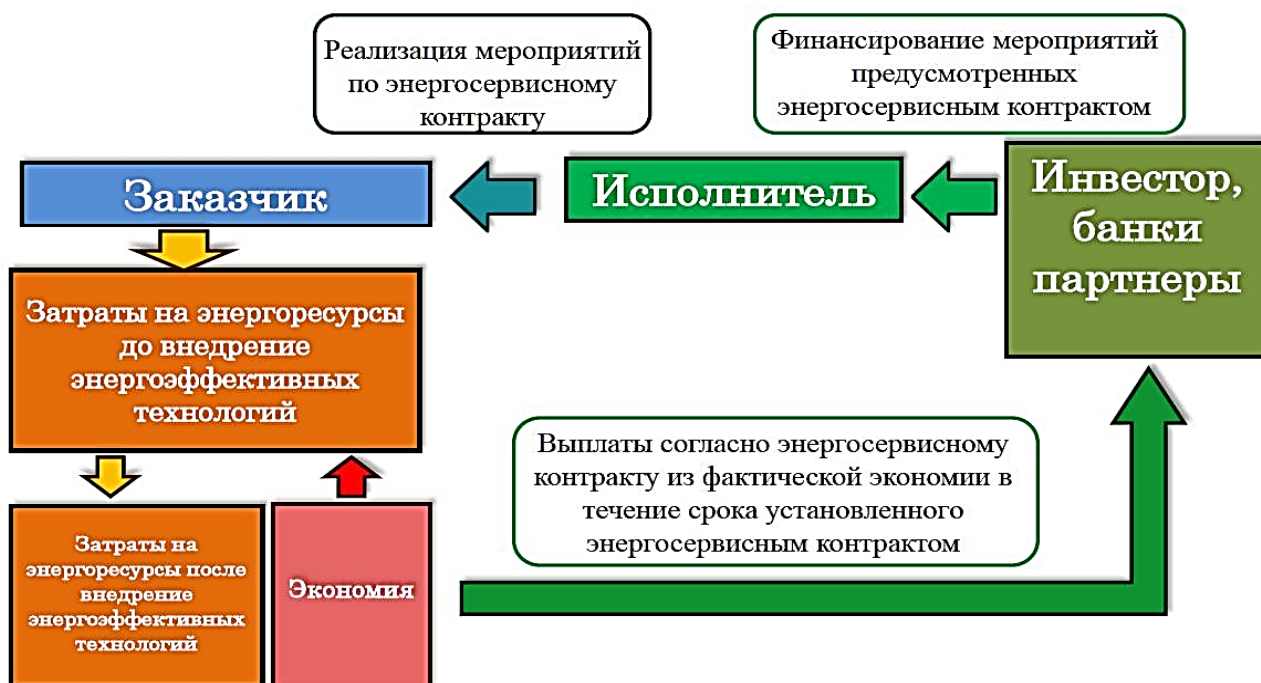 Реализация мероприятий
по энергосервисному
контракту
Финансирование мероприятий
предусмотренных
энергосервисным контрактом
Заказчик
Исполнитель
Инвестор,
банки
партнеры
Затраты на энергоресурсы
до внедрение
энергоэффективных
технологий
Выплаты согласно энергосервисному
контракту из фактической экономии в
течение срока установленного
энергосервисным контрактом
Затраты на
энергоресурсы после
внедрение
энергоэффективных
технологий
Экономия